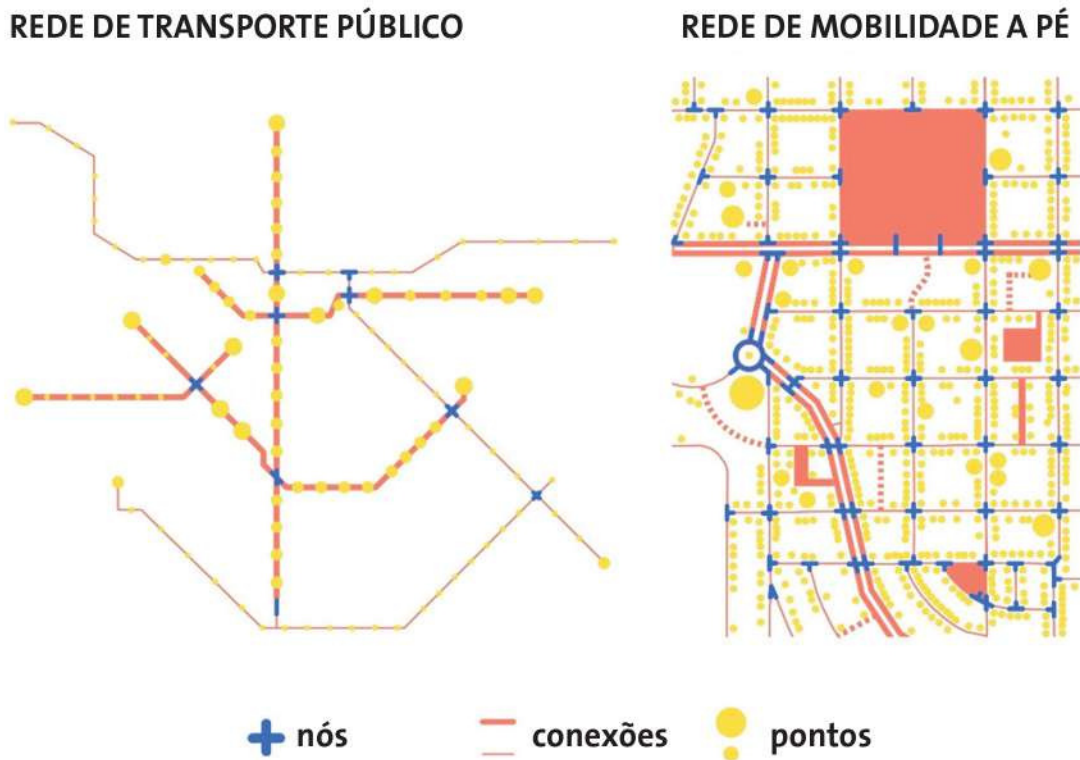 REDE DE TRANSPORTE PÚBLICO
REDE DE MOBILIDADE A PÉ
nós
conexões
pontos